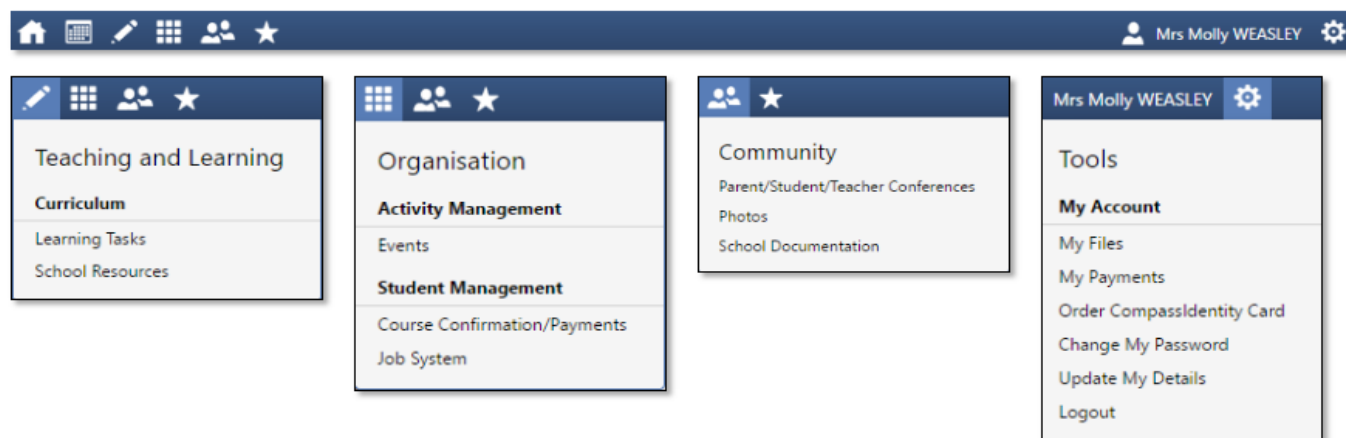 Mrs Molly WEASLEY
Teaching and Learning
Curriculum
Learning Tasks
School Resources
Organisation
Activity Management
Events
Student Management
Course Confirmation/Payments
Job System
Community
Parent/Student/Teacher Conferences
Photos
School Documentation
Mrs Molly WEASLEY
Tools
My Account
My Files
My Payments
Order CompassIdentity Card
Change My Password
Update My Details
Logout